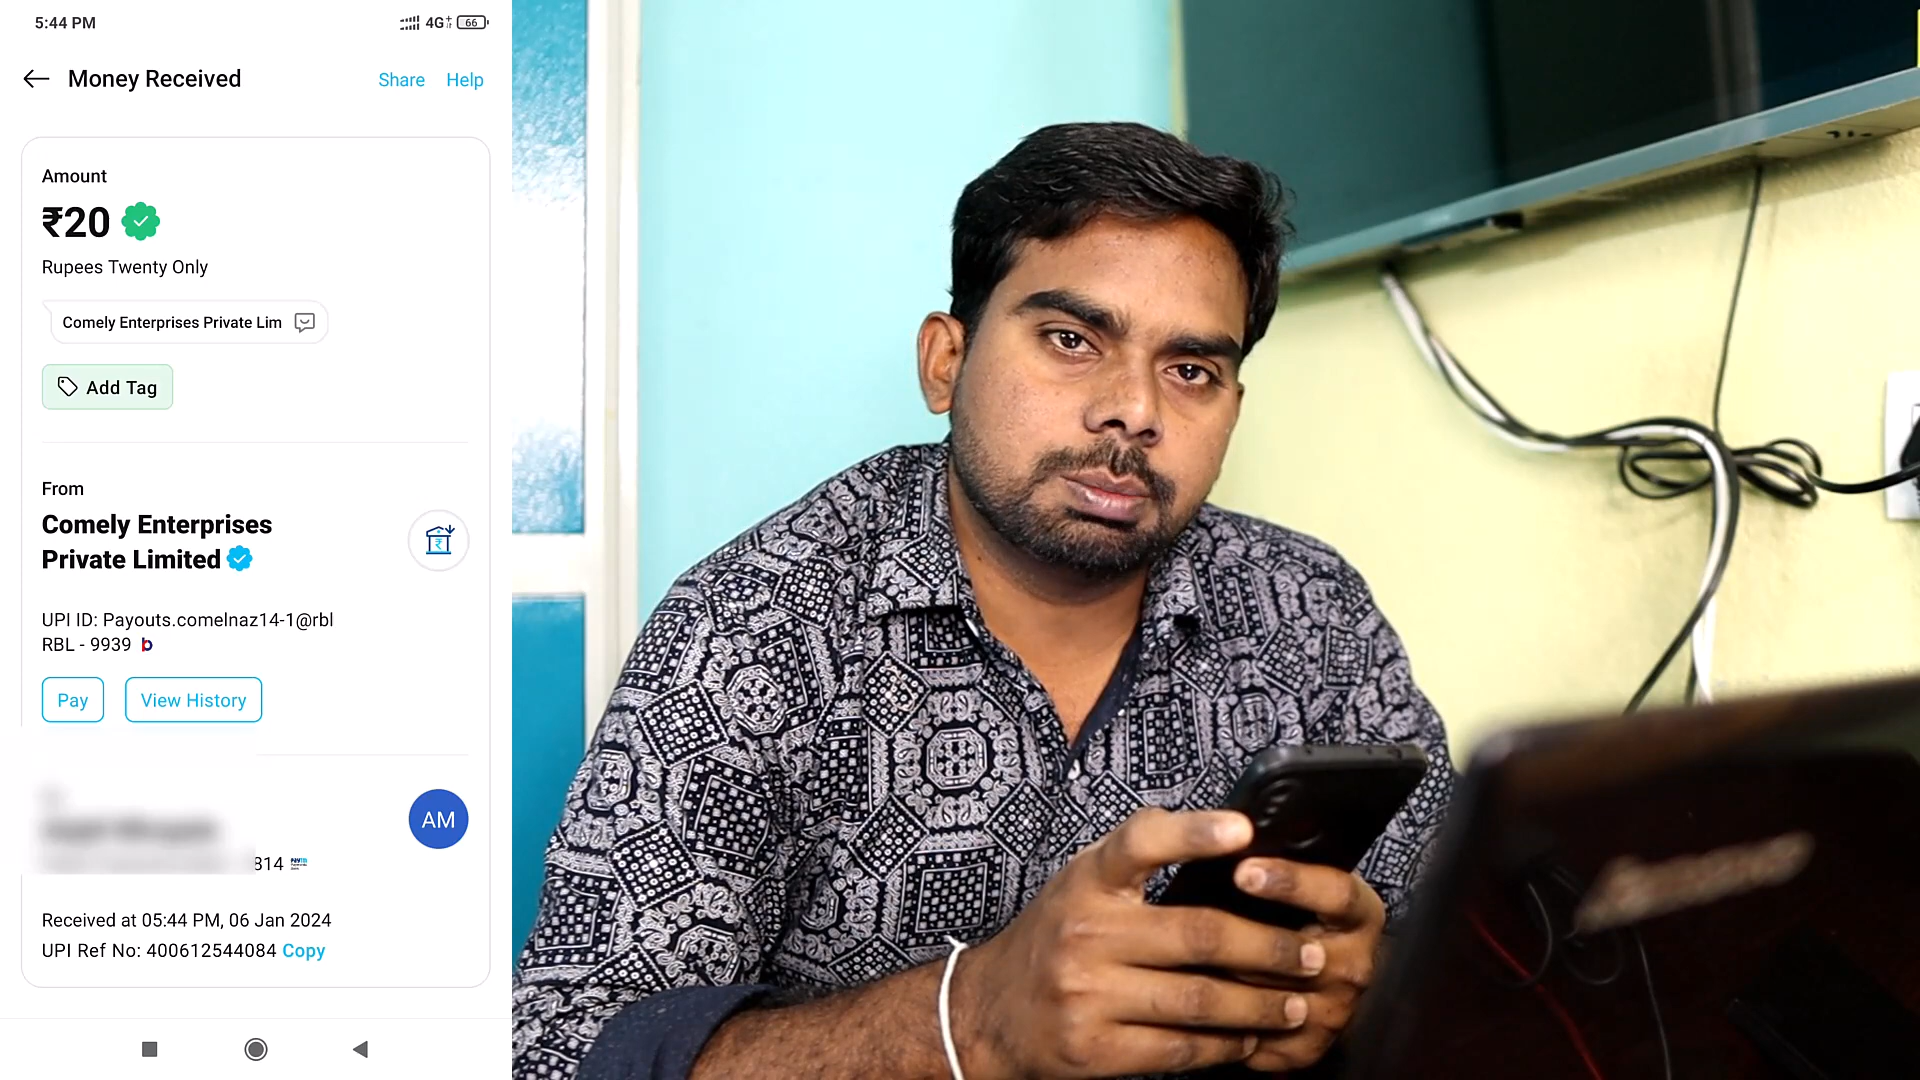 5:44 PM
4G+
66
Money Received
Share Help
Amount
₹20
Rupees Twenty Only
Comely Enterprises Private Lim
Add Tag
From
Comely Enterprises
Private Limited
UPI ID: Payouts.comelnaz14-1@rbl
RBL - 9939
Pay
View History
AM
814
Received at 05:44 PM, 06 Jan 2024
UPI Ref No: 400612544084 Copy